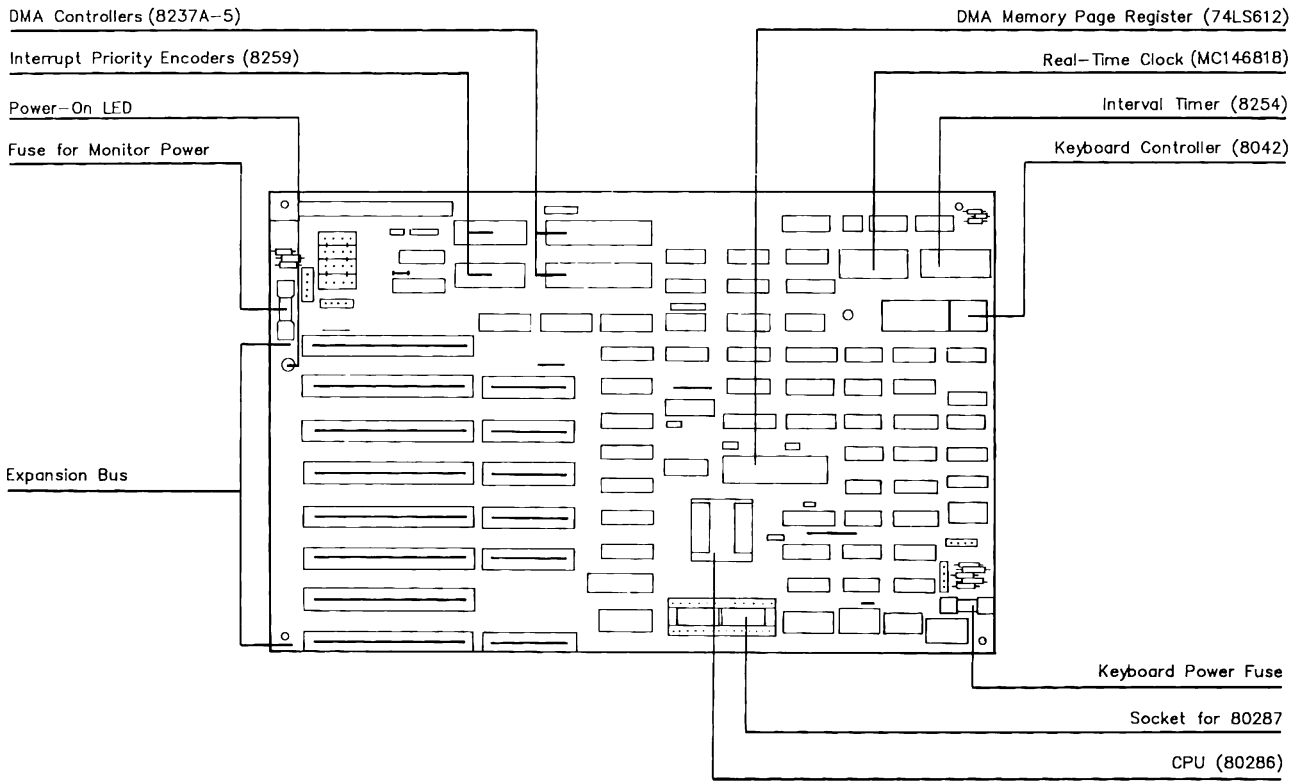 DMA Controllers (8237A-5)
Interrupt Priority Encoders (8259)
Power-On LED
Fuse for Monitor Power
Expansion Bus
DMA Memory Page Register (74LS612)
Real-Time Clock (MC146818)
Interval Timer (8254)
Keyboard Controller (8042)
Keyboard Power Fuse
Socket for 80287
CPU (80286)